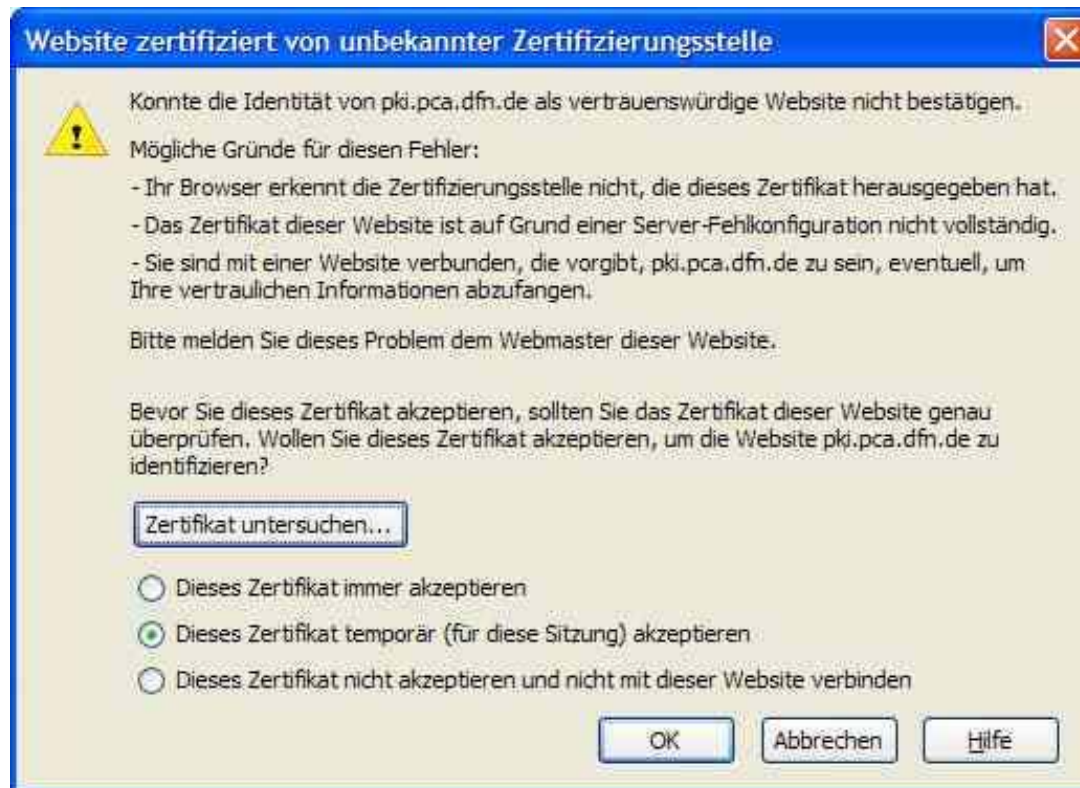 Website zertifiziert von unbekannter Zertifizierungsstelle
Konnte die Identität von pki.pca.dfn.de als vertrauenswürdige Website nicht bestätigen.
Mögliche Gründe für diesen Fehler:
- Ihr Browser erkennt die Zertifizierungsstelle nicht, die dieses Zertifikat herausgegeben hat.
- Das Zertifikat dieser Website ist auf Grund einer Server-Fehlkonfiguration nicht vollständig.
- Sie sind mit einer Website verbunden, die vorgibt, pki.pca.dfn.de zu sein, eventuell, um
Ihre vertraulichen Informationen abzufangen.
Bitte melden Sie dieses Problem dem Webmaster dieser Website.
Bevor Sie dieses Zertifikat akzeptieren, sollten Sie das Zertifikat dieser Website genau
überprüfen. Wollen Sie dieses Zertifikat akzeptieren, um die Website pki.pca.dfn.de zu
identifizieren?
Zertifikat untersuchen...
Dieses Zertifikat immer akzeptieren
Dieses Zertifikat temporär (für diese Sitzung) akzeptieren
Dieses Zertifikat nicht akzeptieren und nicht mit dieser Website verbinden
OK Abbrechen Hilfe